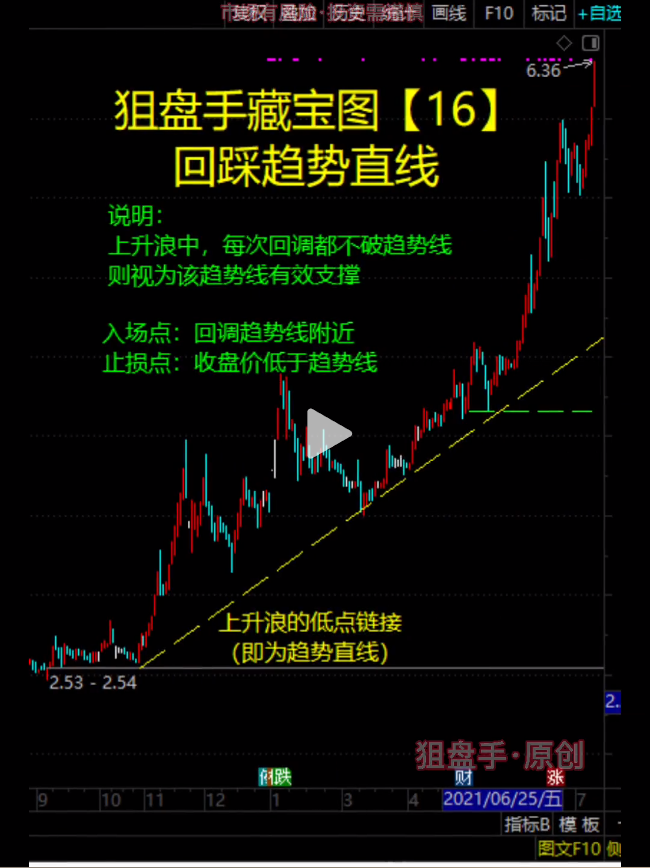 画线 F10 标记 +自选
6.36
狙盘手藏宝图【16】
回踩趋势直线
说明:
上升浪中，每次回调都不破趋势线
则视为该趋势线有效支撑
入场点：回调趋势线附近
止损点：收盘价低于趋势线
上升浪的低点链接
（即为趋势直线）
2.53 - 2.54
2.
狙盘手·原创
跌 财 涨
9 10 11 12 1 3 4 2021/06/25/五 7
指标B 模 板
图文F10 侧